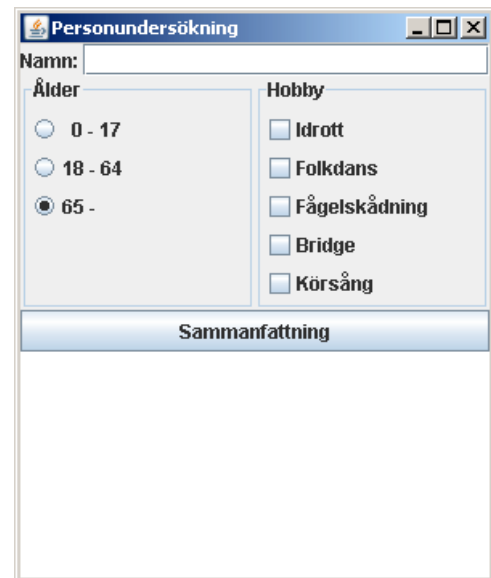 Personundersökning
Namn:
Ålder
0 - 17
18 - 64
65 -
Hobby
Idrott
Folkdans
Fågelskådning
Bridge
Körsång
Sammanfattning